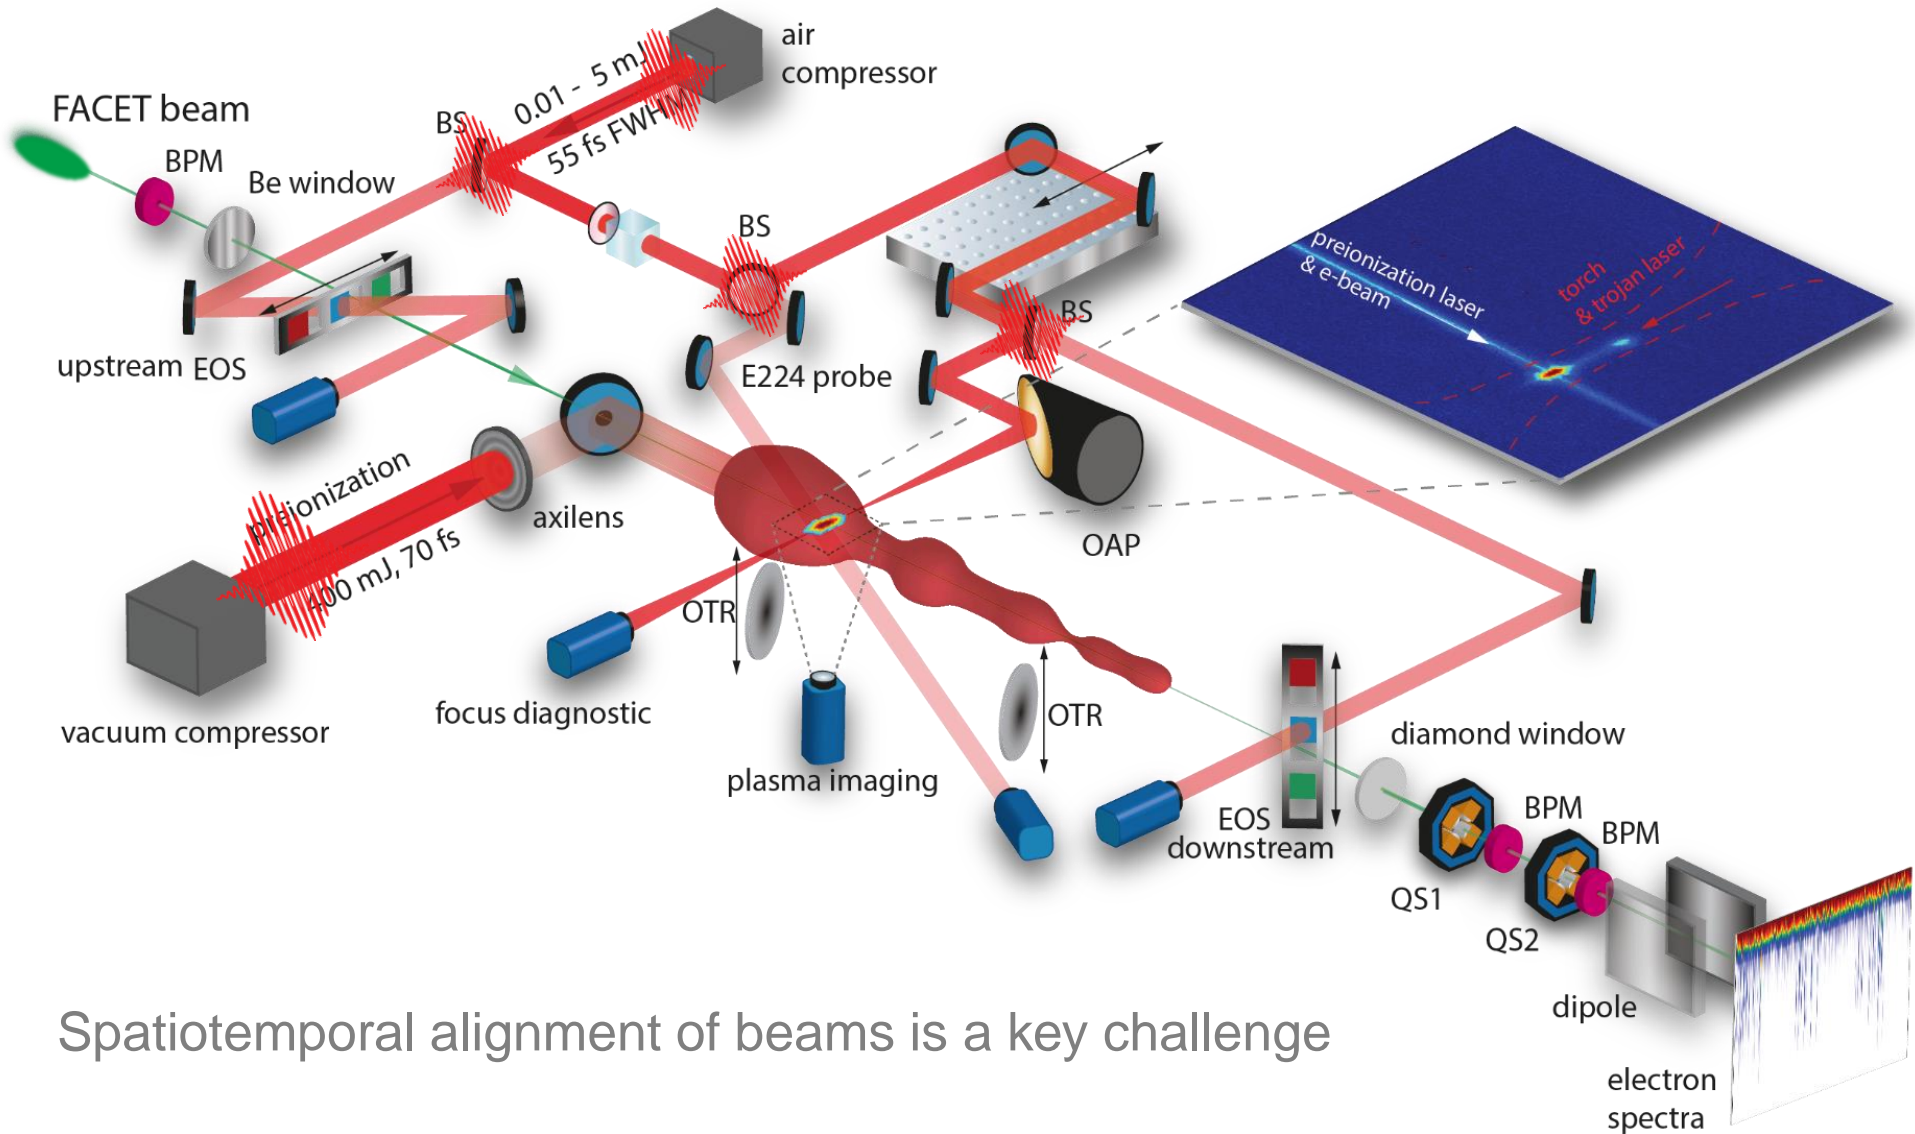 air
compressor
0.01 - 5 mJ
55 fs FWHM
FACET beam
BS
BPM
Be window
BS
upstream EOS
E224 probe
BS
preionization laser
& e-beam
torch
& trojan laser
preionization
400 mJ, 70 fs
axilens
OAP
OTR
vacuum compressor
focus diagnostic
plasma imaging
OTR
diamond window
EOS
downstream
BPM
BPM
QS1
QS2
dipole
Spatiotemporal alignment of beams is a key challenge
electron
spectra